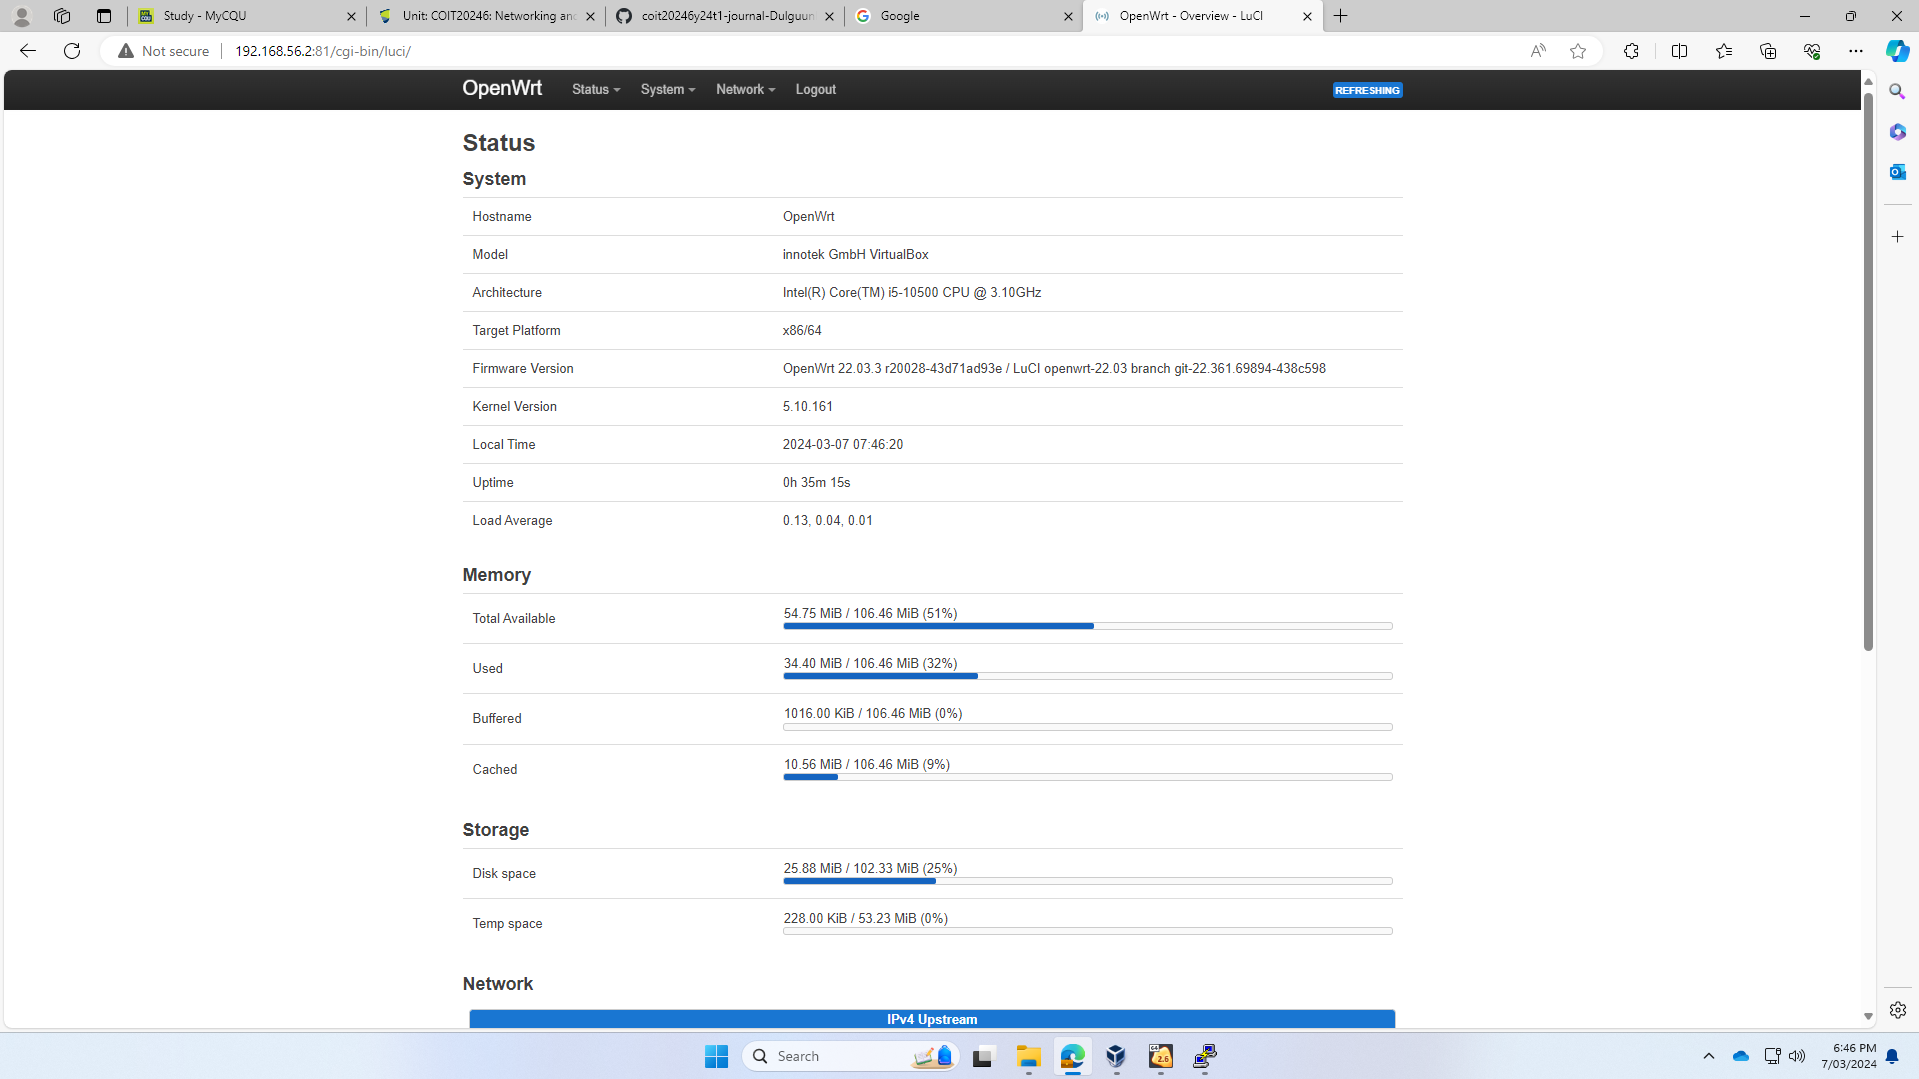 Study - MyCQU
Unit: COIT20246: Networking and
coit20246y24t1-journal-Dulguun
Google
OpenWrt - Overview - LuCI
Not secure
192.168.56.2:81/cgi-bin/luci/
OpenWrt
Status
System
Network
Logout
REFRESHING
Status
System
Hostname OpenWrt
Model innotek GmbH VirtualBox
Architecture Intel(R) Core(TM) i5-10500 CPU @ 3.10GHz
Target Platform x86/64
Firmware Version OpenWrt 22.03.3 r20028-43d71ad93e / LuCI openwrt-22.03 branch git-22.361.69894-438c598
Kernel Version 5.10.161
Local Time 2024-03-07 07:46:20
Uptime 0h 35m 15s
Load Average 0.13, 0.04, 0.01
Memory
Total Available 54.75 MiB / 106.46 MiB (51%)
Used 34.40 MiB / 106.46 MiB (32%)
Buffered 1016.00 KiB / 106.46 MiB (0%)
Cached 10.56 MiB / 106.46 MiB (9%)
Storage
Disk space 25.88 MiB / 102.33 MiB (25%)
Temp space 228.00 KiB / 53.23 MiB (0%)
Network
IPv4 Upstream
Search
6:46 PM
7/03/2024